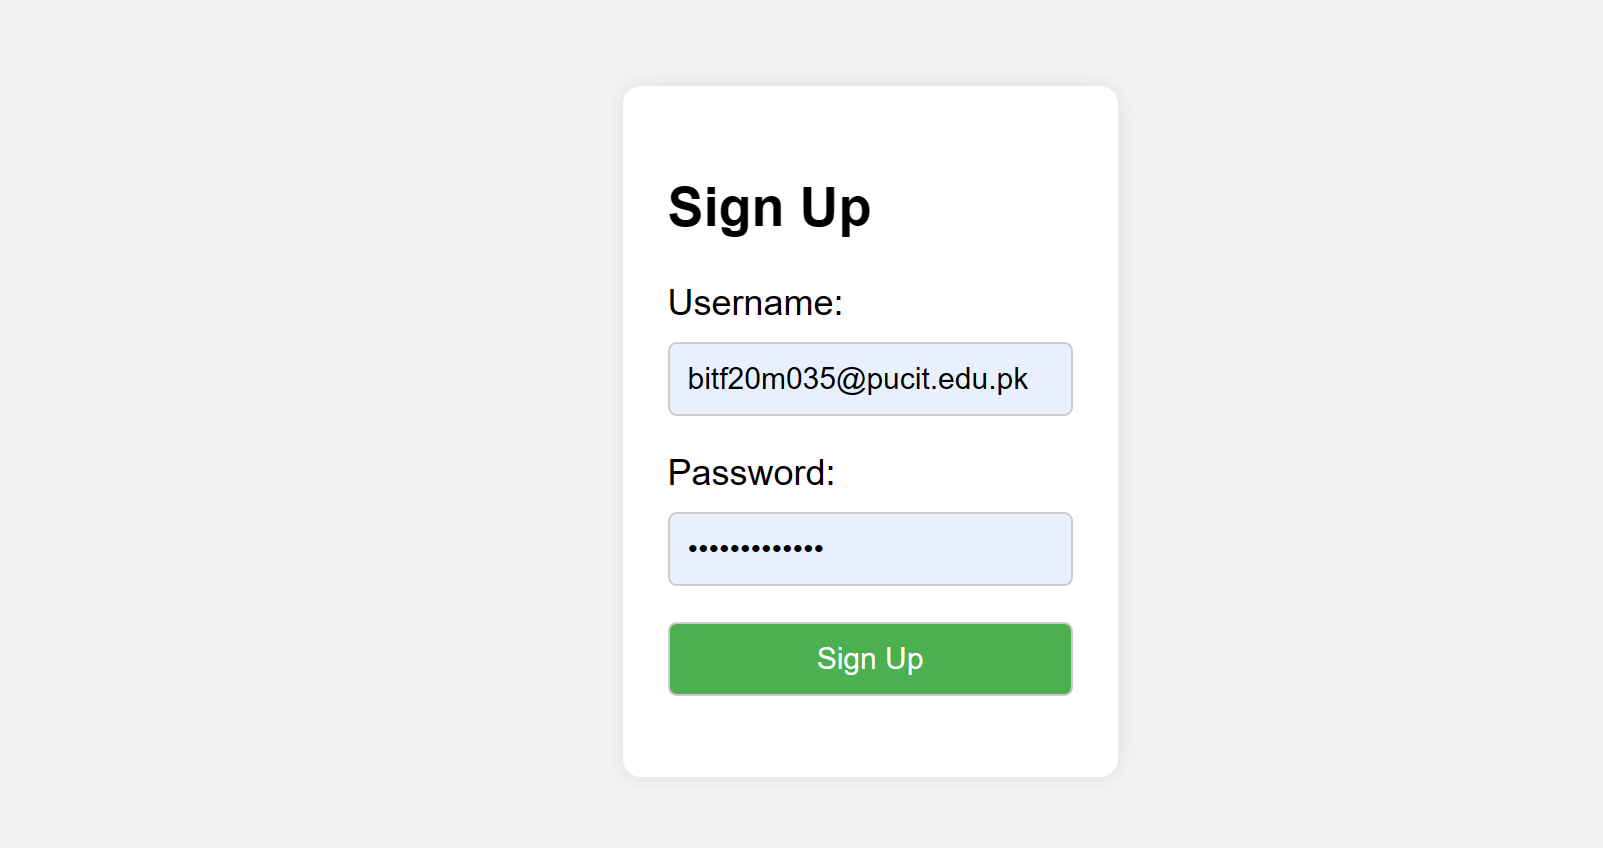 Sign Up
Username:
bitf20m035@pucit.edu.pk
Password:
•••••••••••••
Sign Up